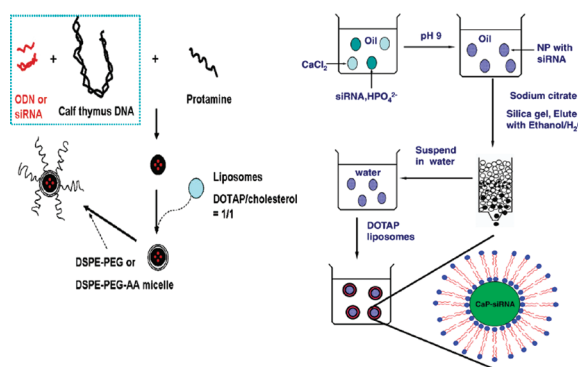 ODN or
siRNA
+
Calf thymus DNA
+
Protamine
Liposomes
DOTAP/cholesterol
= 1/1
DSPE-PEG or
DSPE-PEG-AA micelle
Oil
CaCl2
siRNA,HPO4 2-
pH 9
Oil
NP with
siRNA
Sodium citrate
Silica gel, Elute
with Ethanol/H2
Suspend
in water
water
DOTAP
liposomes
CaP-siRNA